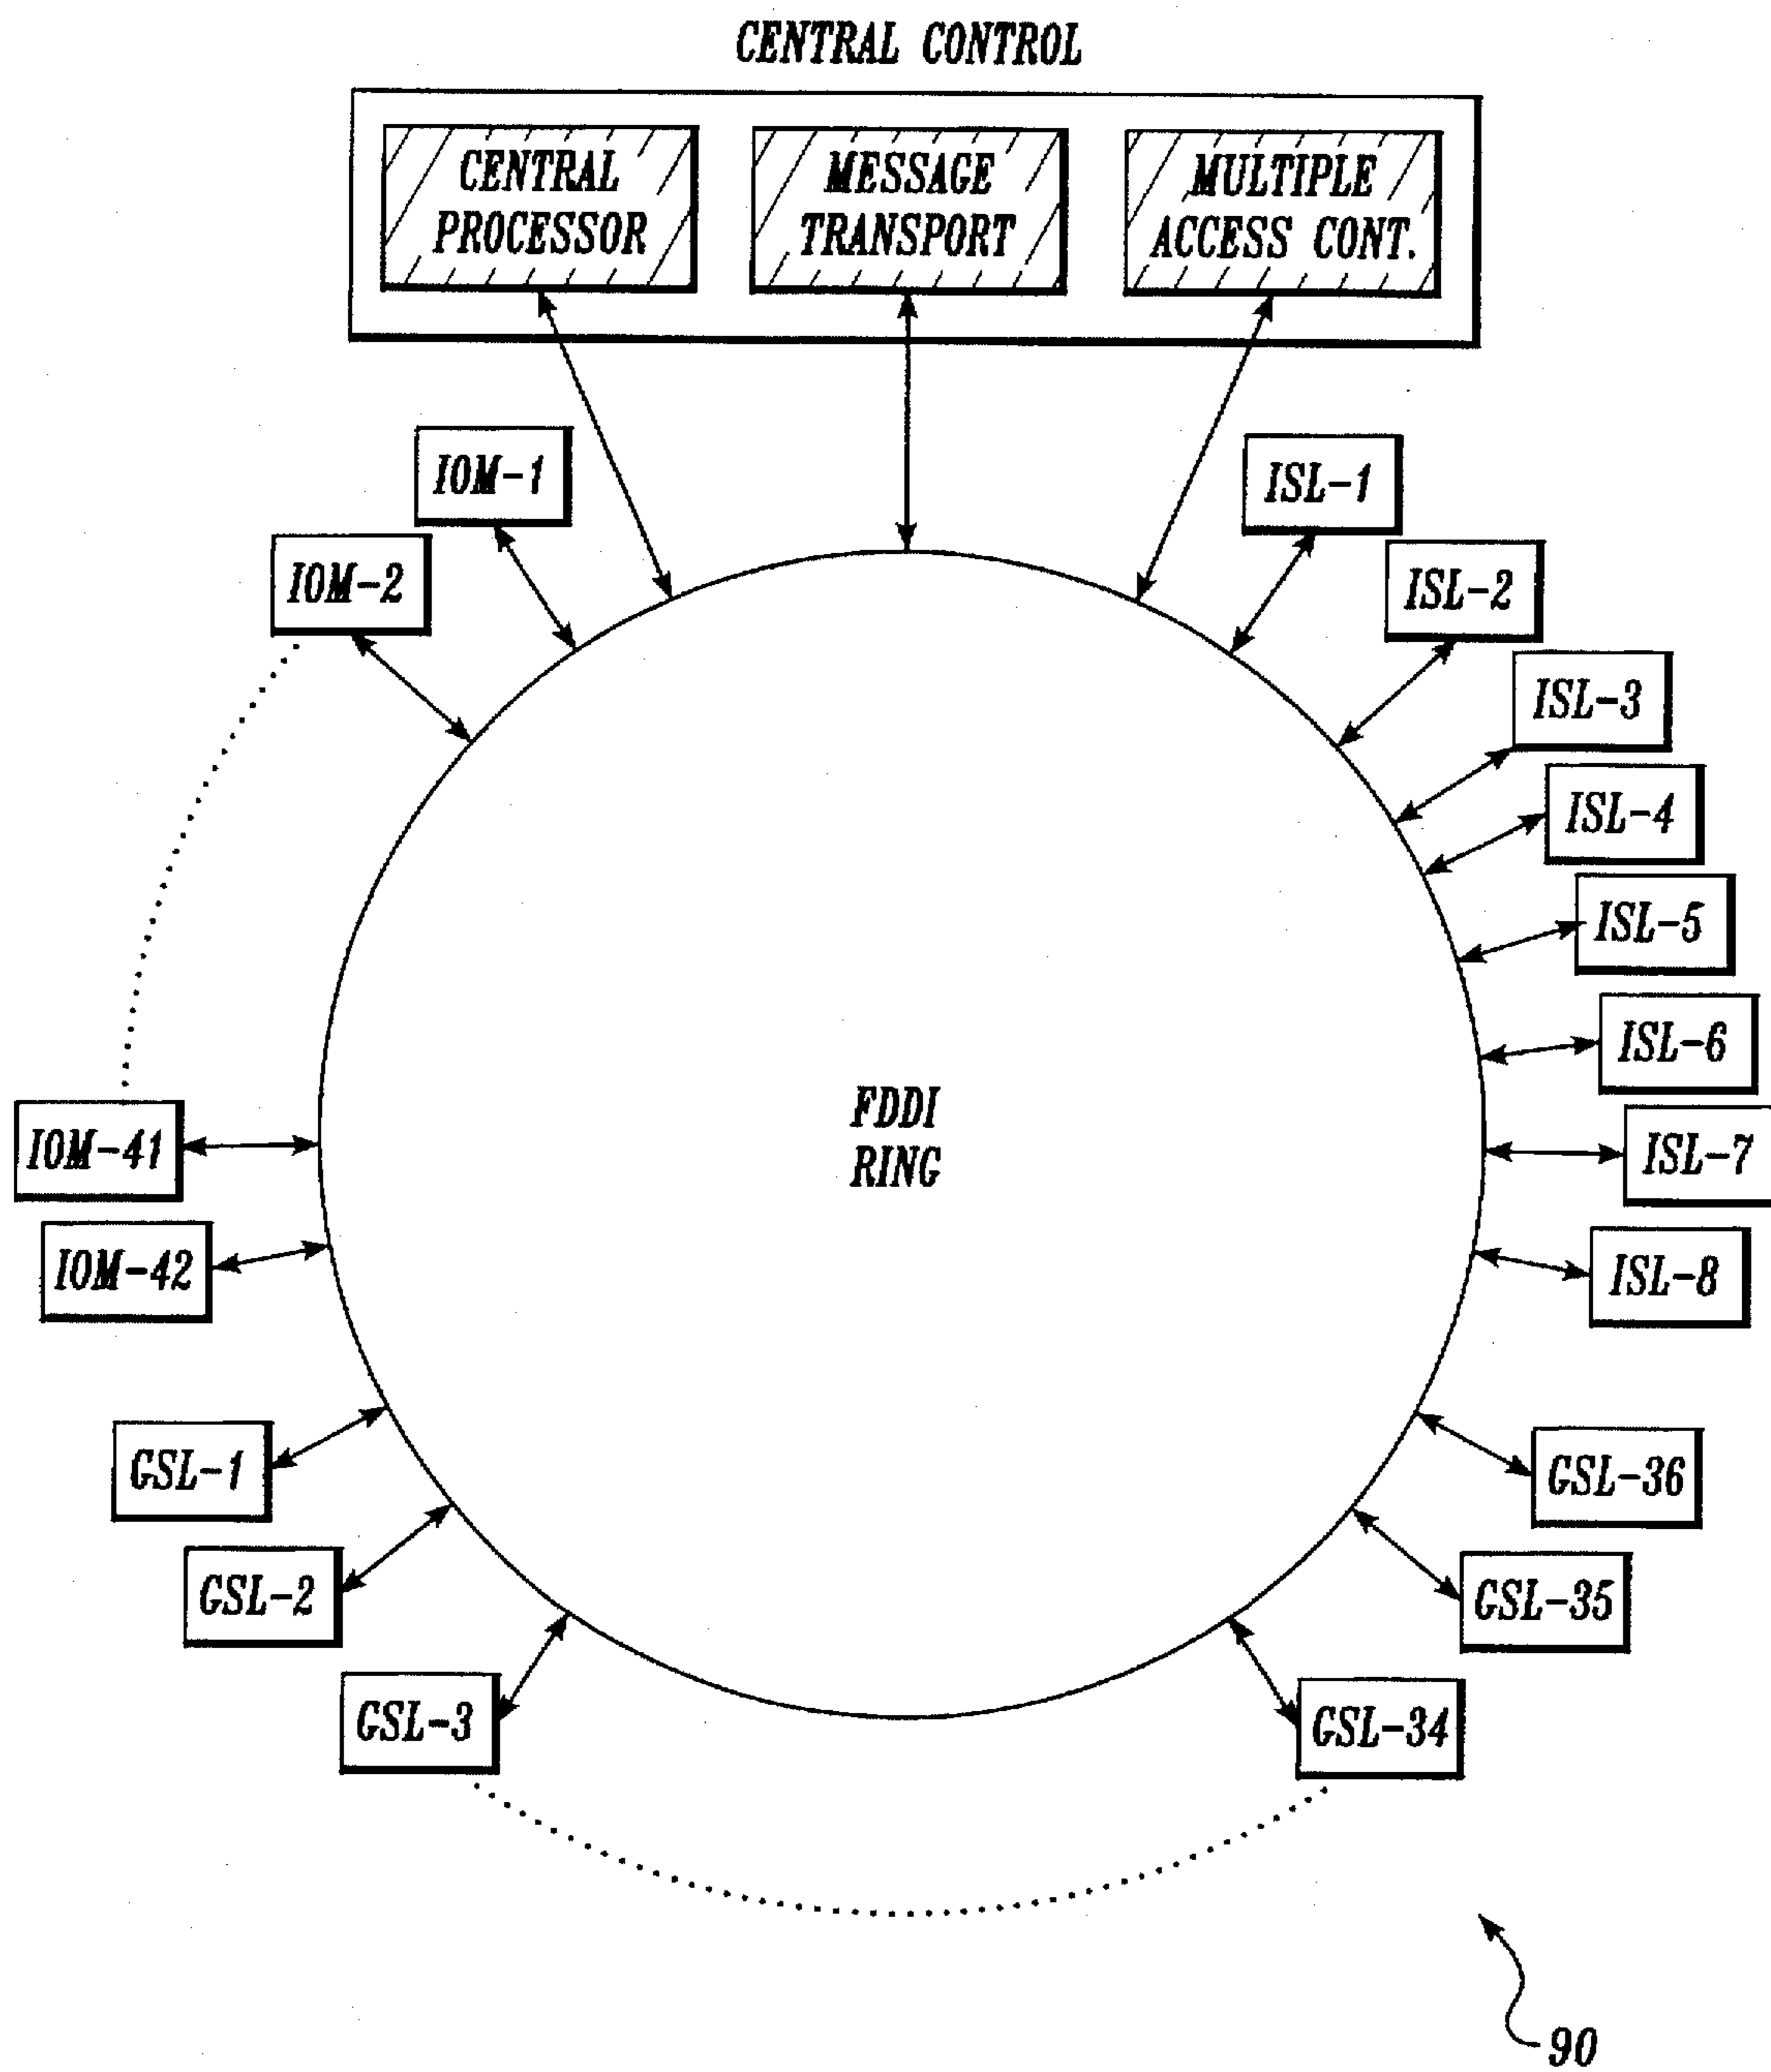 CENTRAL CONTROL
CENTRAL
PROCESSOR
MESSAGE
TRANSPORT
MULTIPLE
ACCESS CONT.
IOM-1
IOM-2
IOM-41
IOM-42
ISL-1
ISL-2
ISL-3
ISL-4
ISL-5
ISL-6
ISL-7
ISL-8
FDDI
RING
GSL-1
GSL-2
GSL-3
GSL-36
GSL-35
GSL-34
90